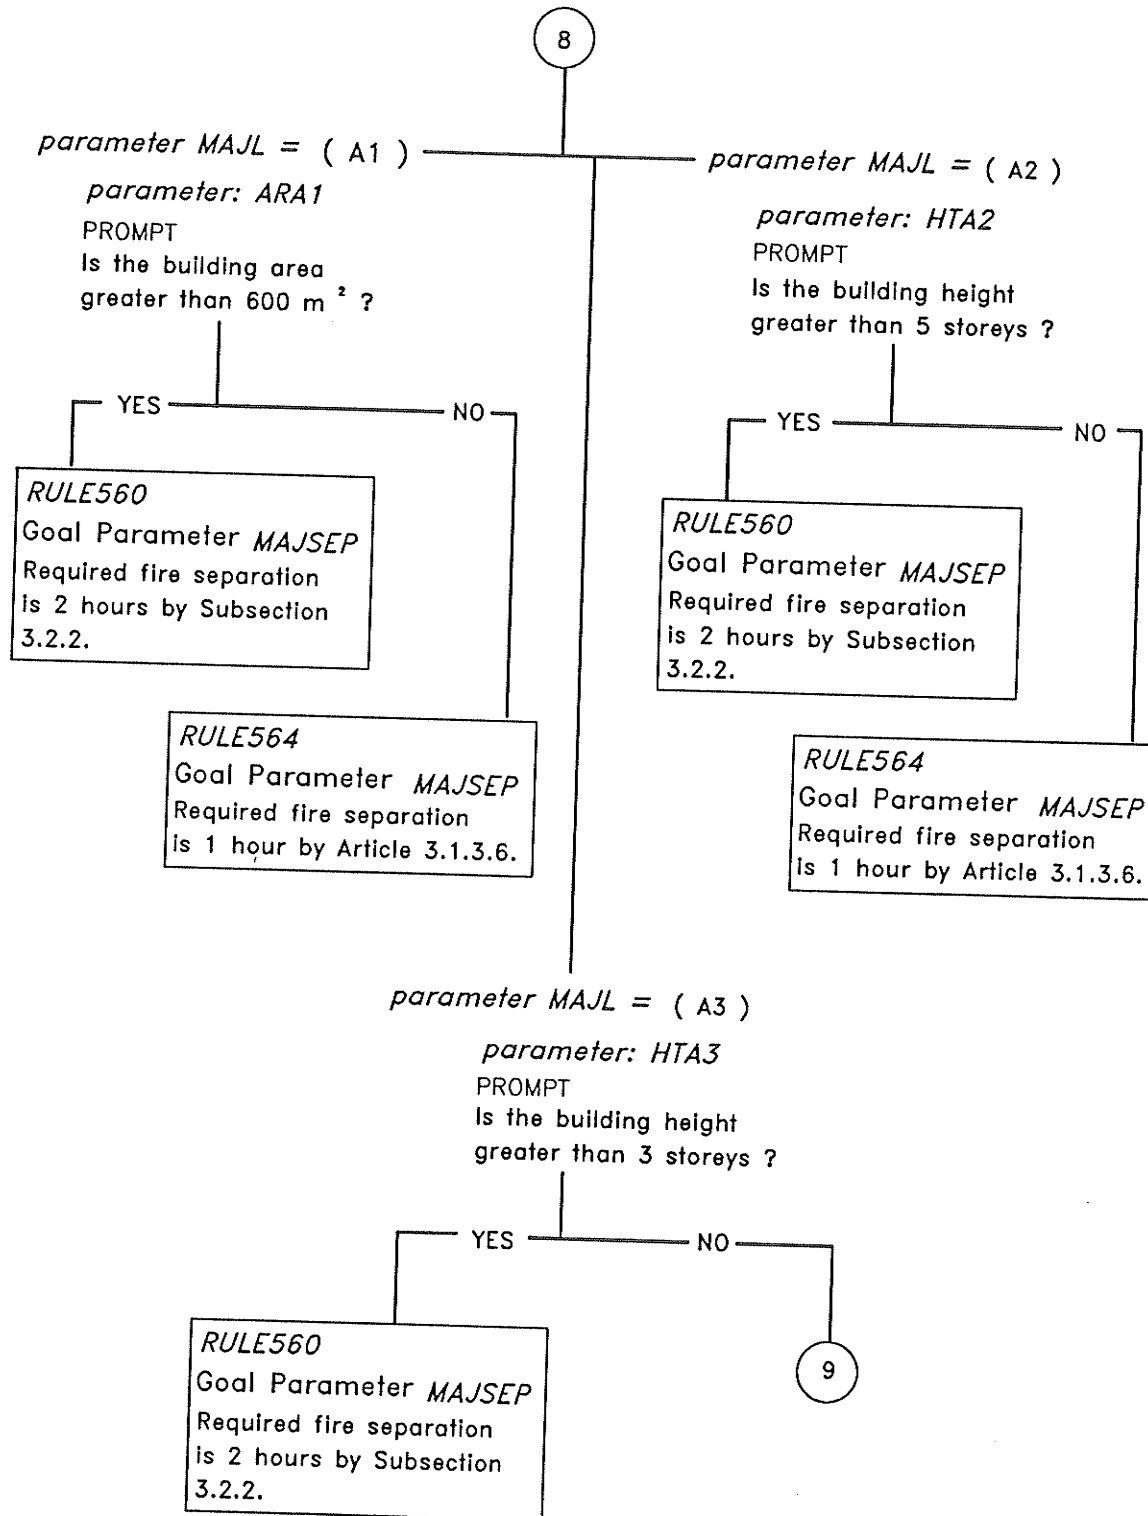 8
parameter MAJL = ( A1 )
parameter: ARA1
PROMPT
Is the building area
greater than 600 m ² ?
YES
NO
RULE560
Goal Parameter MAJSEP
Required fire separation
is 2 hours by Subsection
3.2.2.
RULE564
Goal Parameter MAJSEP
Required fire separation
is 1 hour by Article 3.1.3.6.
parameter MAJL = ( A2 )
parameter: HTA2
PROMPT
Is the building height
greater than 5 storeys ?
YES
NO
RULE560
Goal Parameter MAJSEP
Required fire separation
is 2 hours by Subsection
3.2.2.
RULE564
Goal Parameter MAJSEP
Required fire separation
is 1 hour by Article 3.1.3.6.
parameter MAJL = ( A3 )
parameter: HTA3
PROMPT
Is the building height
greater than 3 storeys ?
YES
NO
RULE560
Goal Parameter MAJSEP
Required fire separation
is 2 hours by Subsection
3.2.2.
9